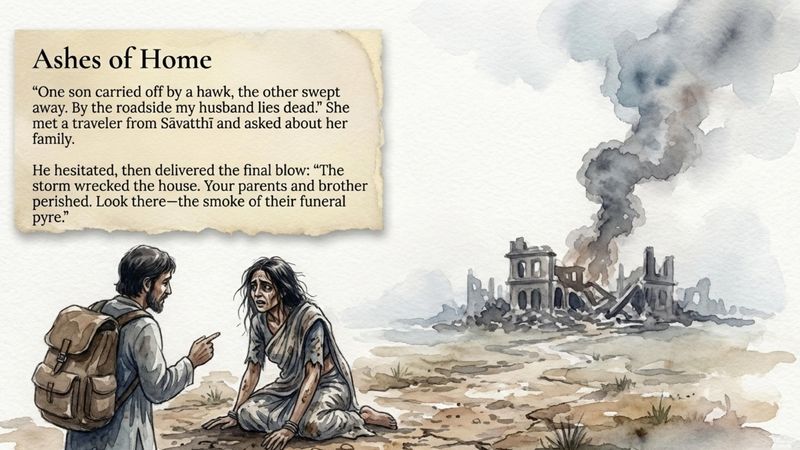 Ashes of Home
“One son carried off by a hawk, the other swept
away. By the roadside my husband lies dead.” She
met a traveler from Sāvatthī and asked about her
family.
He hesitated, then delivered the final blow: “The
storm wrecked the house. Your parents and brother
perished. Look there—the smoke of their funeral
pyre.”